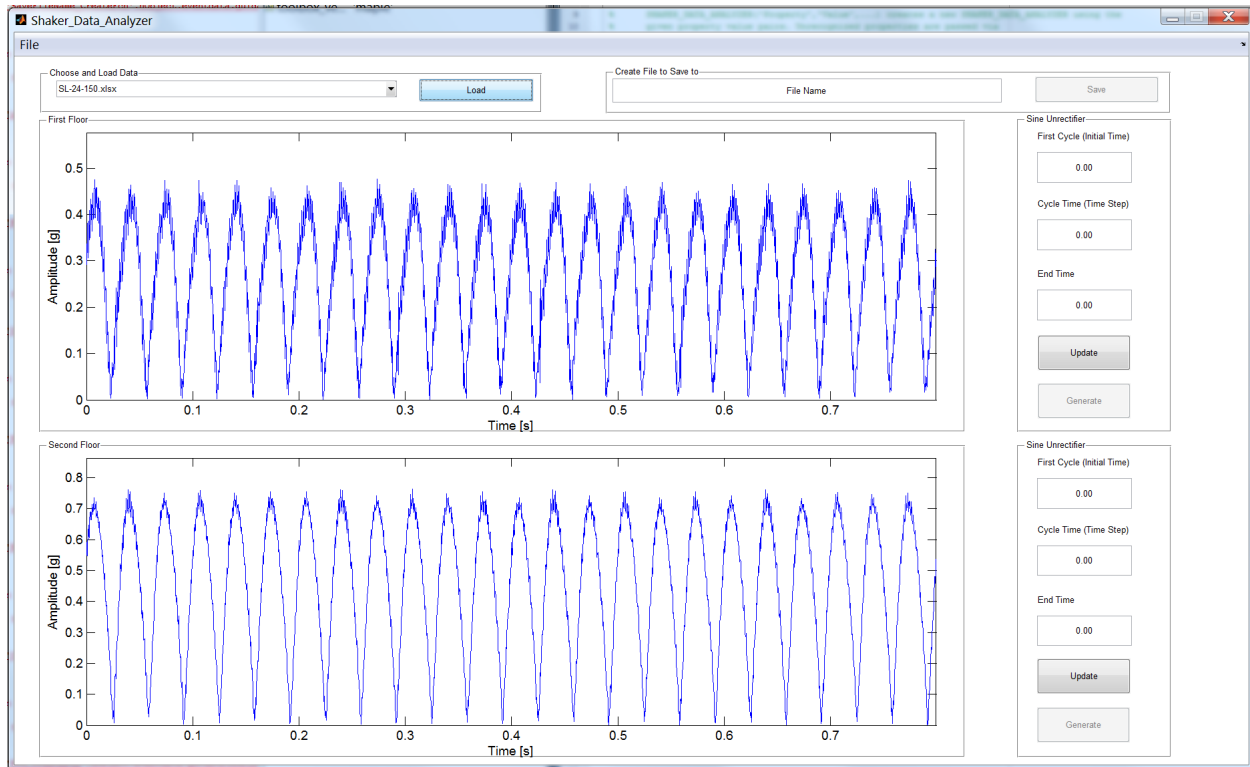 Shaker_Data_Analyzer
File
Choose and Load Data
SL-24-150.xlsx
Load
Create File to Save to
File Name
Save
First Floor
0.5
0.4
0.3
0.2
0.1
0
Amplitude [g]
0 0.1 0.2 0.3 0.4 0.5 0.6 0.7
Time [s]
Sine Unrectifier
First Cycle (Initial Time)
0.00
Cycle Time (Time Step)
0.00
End Time
0.00
Update
Generate
Second Floor
0.8
0.7
0.6
0.5
0.4
0.3
0.2
0.1
0
Amplitude [g]
0 0.1 0.2 0.3 0.4 0.5 0.6 0.7
Time [s]
Sine Unrectifier
First Cycle (Initial Time)
0.00
Cycle Time (Time Step)
0.00
End Time
0.00
Update
Generate